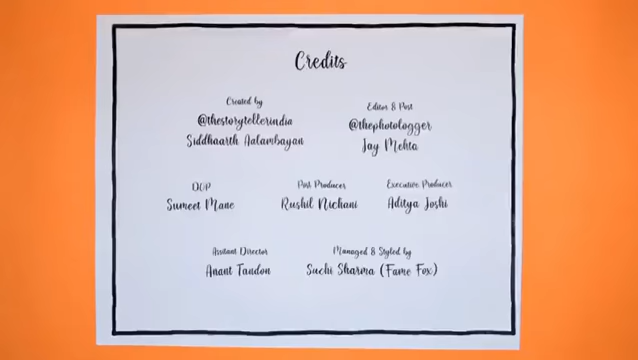 Credits
Created by
@thestorytellerindia
Siddhaarth Aalambayan
Editor & Post
@thephotologger
Jay Mehta
DOP
Sumeet Mane
Post Producer
Rushil Nichani
Executive Producer
Aditya Joshi
Assitant Director
Anant Tandon
Managed & Styled by
Suchi Sharma (Fame Fox)